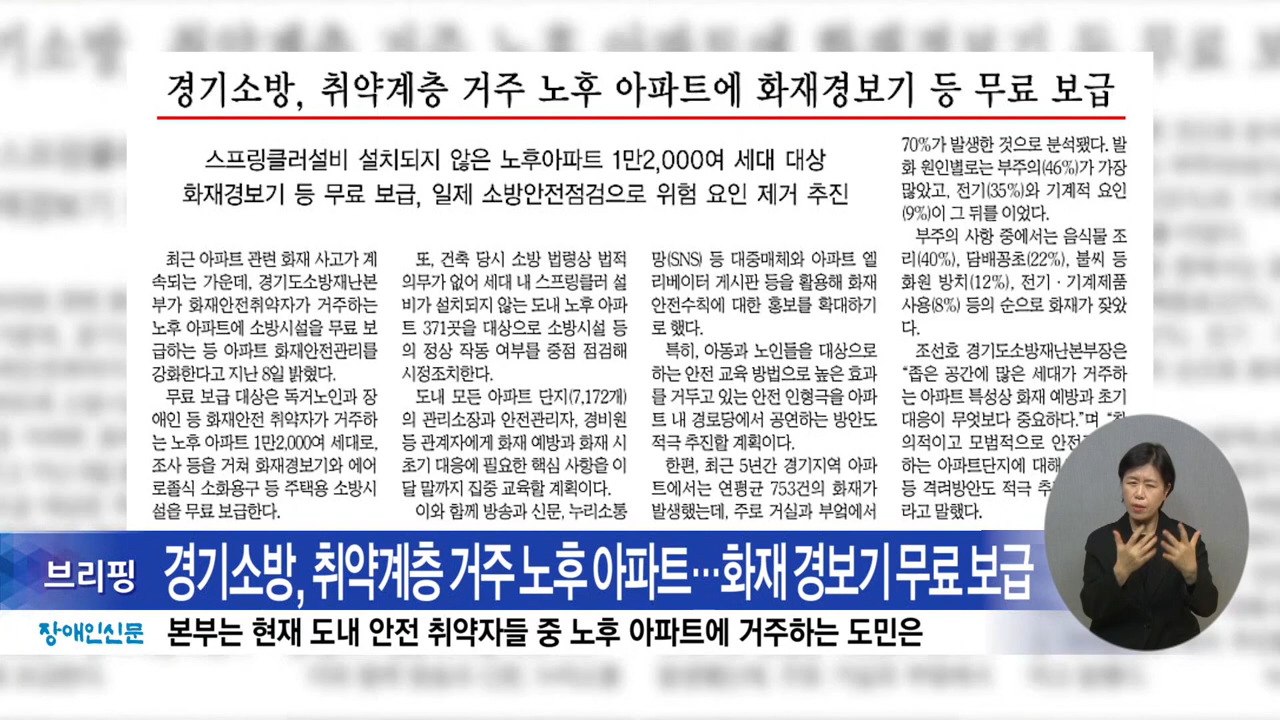 경기소방, 취약계층 거주 노후 아파트에 화재경보기 등 무료 보급
스프링클러설비 설치되지 않은 노후아파트 1만2,000여 세대 대상
화재경보기 등 무료 보급, 일제 소방안전점검으로 위험 요인 제거 추진
최근 아파트 관련 화재 사고가 계
속되는 가운데, 경기도소방재난본
부가 화재안전취약자가 거주하는
노후 아파트에 소방시설을 무료 보
급하는 등 아파트 화재안전관리를
강화한다고 지난 8일 밝혔다.
무료 보급 대상은 독거노인과 장
애인 등 화재안전 취약자가 거주하
는 노후 아파트 1만2,000여 세대로,
조사 등을 거쳐 화재경보기와 에어
로졸식 소화용구 등 주택용 소방시
설을 무료 보급한다.
또, 건축 당시 소방 법령상 법적
의무가 없어 세대 내 스프링클러 설
비가 설치되지 않는 도내 노후 아파
트 371곳을 대상으로 소방시설 등
의 정상 작동 여부를 중점 점검해
시정조치한다.
도내 모든 아파트 단지(7,172개)
의 관리소장과 안전관리자, 경비원
등 관계자에게 화재 예방과 화재 시
초기 대응에 필요한 핵심 사항을 이
달 달까지 집중 교육할 계획이다.
이와 함께 방송과 신문, 누리소통
망(SNS) 등 대중매체와 아파트 엘
리베이터 게시판 등을 활용해 화재
안전수칙에 대한 홍보를 확대하기
로 했다.
특히, 아동과 노인들을 대상으로
하는 안전 교육 방법으로 높은 효과
를 거두고 있는 안전 인형극을 아파
트 내 경로당에서 공연하는 방안도
적극 추진할 계획이다.
한편, 최근 5년간 경기지역 아파
트에서는 연평균 753건의 화재가
발생했는데, 주로 거실과 부엌에서
70%가 발생한 것으로 분석됐다. 발
화 원인별로는 부주의(46%)가 가장
많았고, 전기(35%)와 기계적 요인
(9%)이 그 뒤를 이었다.
부주의 사항 중에서는 음식물 조
리(40%), 담배꽁초(22%), 불씨 등
화원 방치(12%), 전기·기계제품
사용(8%) 등의 순으로 화재가 잦았
다.
조선호 경기도소방재난본부장은
“좁은 공간에 많은 세대가 거주하
는 아파트 특성상 화재 예방과 초기
대응이 무엇보다 중요하다.”며
의적이고 모범적으로
하는 아파트단지에 대해
등 격려방안도 적극
라고 말했다.
브리핑
경기소방, 취약계층 거주 노후 아파트…화재 경보기 무료 보급
장애인신문
본부는 현재 도내 안전 취약자들 중 노후 아파트에 거주하는 도민은